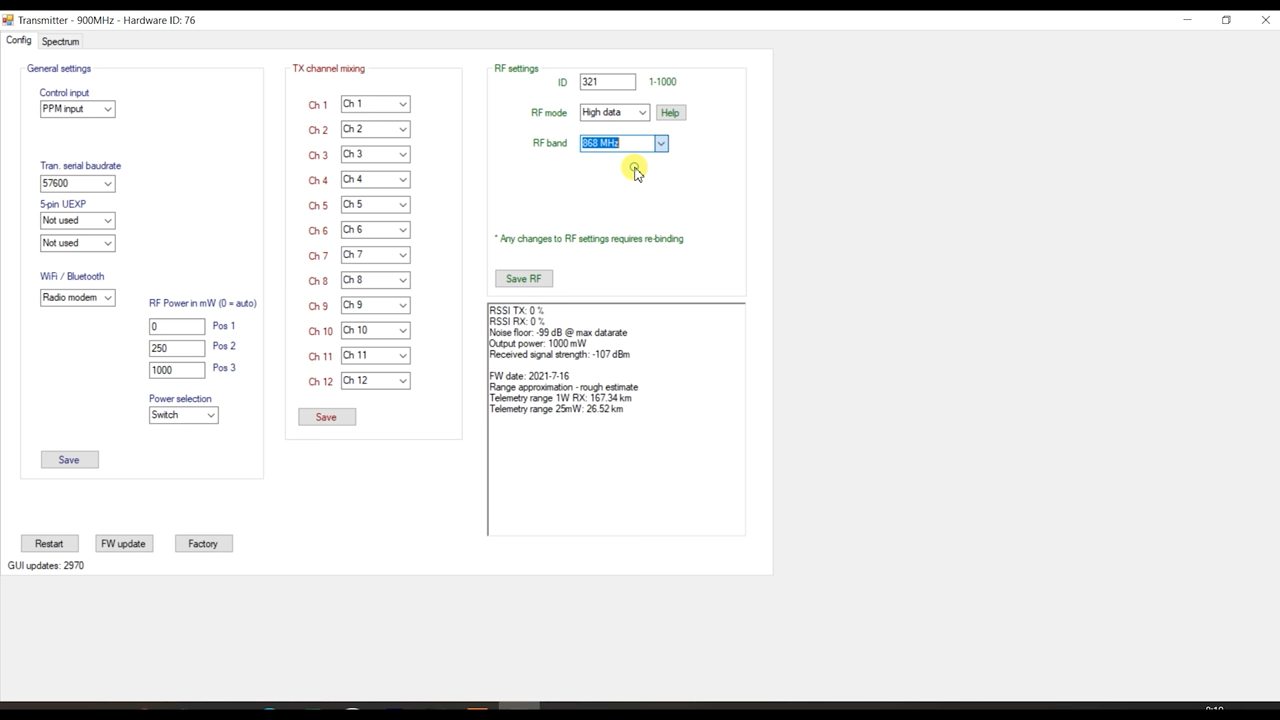 Transmitter - 900MHz - Hardware ID: 76
Config
Spectrum
General settings
Control input
PPM input
Tran. serial baudrate
57600
5-pin UEXP
Not used
Not used
WiFi / Bluetooth
Radio modem
RF Power in mW (0 = auto)
0
Pos 1
250
Pos 2
1000
Pos 3
Power selection
Switch
Save
TX channel mixing
Ch 1 Ch 1
Ch 2 Ch 2
Ch 3 Ch 3
Ch 4 Ch 4
Ch 5 Ch 5
Ch 6 Ch 6
Ch 7 Ch 7
Ch 8 Ch 8
Ch 9 Ch 9
Ch 10 Ch 10
Ch 11 Ch 11
Ch 12 Ch 12
Save
RF settings
ID 321 1-1000
RF mode High data Help
RF band 868 MHz
* Any changes to RF settings requires re-binding
Save RF
RSSI TX: 0 %
RSSI RX: 0 %
Noise floor: -99 dB @ max datarate
Output power: 1000 mW
Received signal strength: -107 dBm
FW date: 2021-7-16
Range approximation - rough estimate
Telemetry range 1W RX: 167.34 km
Telemetry range 25mW: 26.52 km
Restart
FW update
Factory
GUI updates: 2970